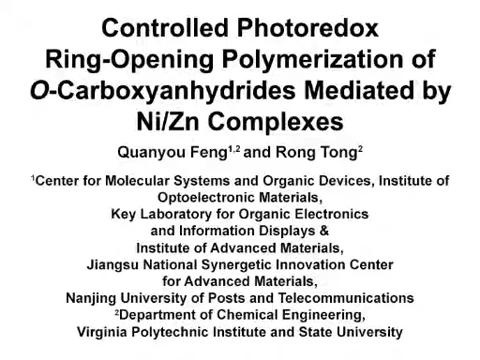 Controlled Photoredox
Ring-Opening Polymerization of
O-Carboxyanhydrides Mediated by
Ni/Zn Complexes
Quanyou Feng1,2 and Rong Tong2
1Center for Molecular Systems and Organic Devices, Institute of
Optoelectronic Materials,
Key Laboratory for Organic Electronics
and Information Displays &
Institute of Advanced Materials,
Jiangsu National Synergetic Innovation Center
for Advanced Materials,
Nanjing University of Posts and Telecommunications
2Department of Chemical Engineering,
Virginia Polytechnic Institute and State University